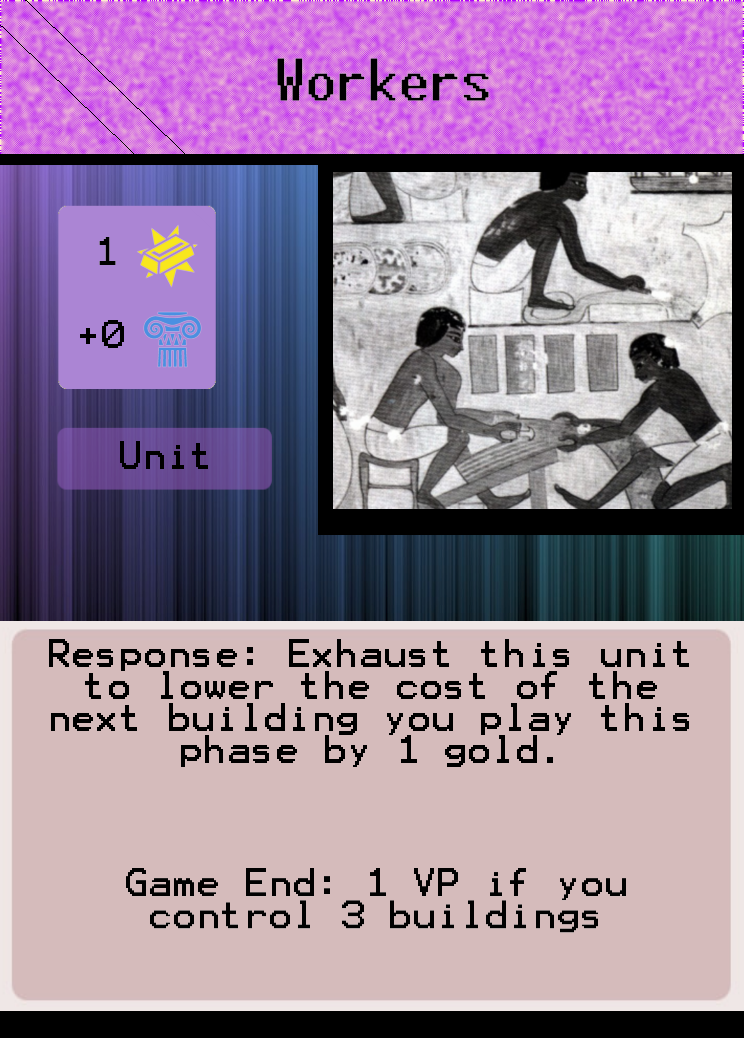 Workers
1
+0
Unit
Response: Exhaust this unit
to lower the cost of the
next building you play this
phase by 1 gold.
Game End: 1 VP if you
control 3 buildings